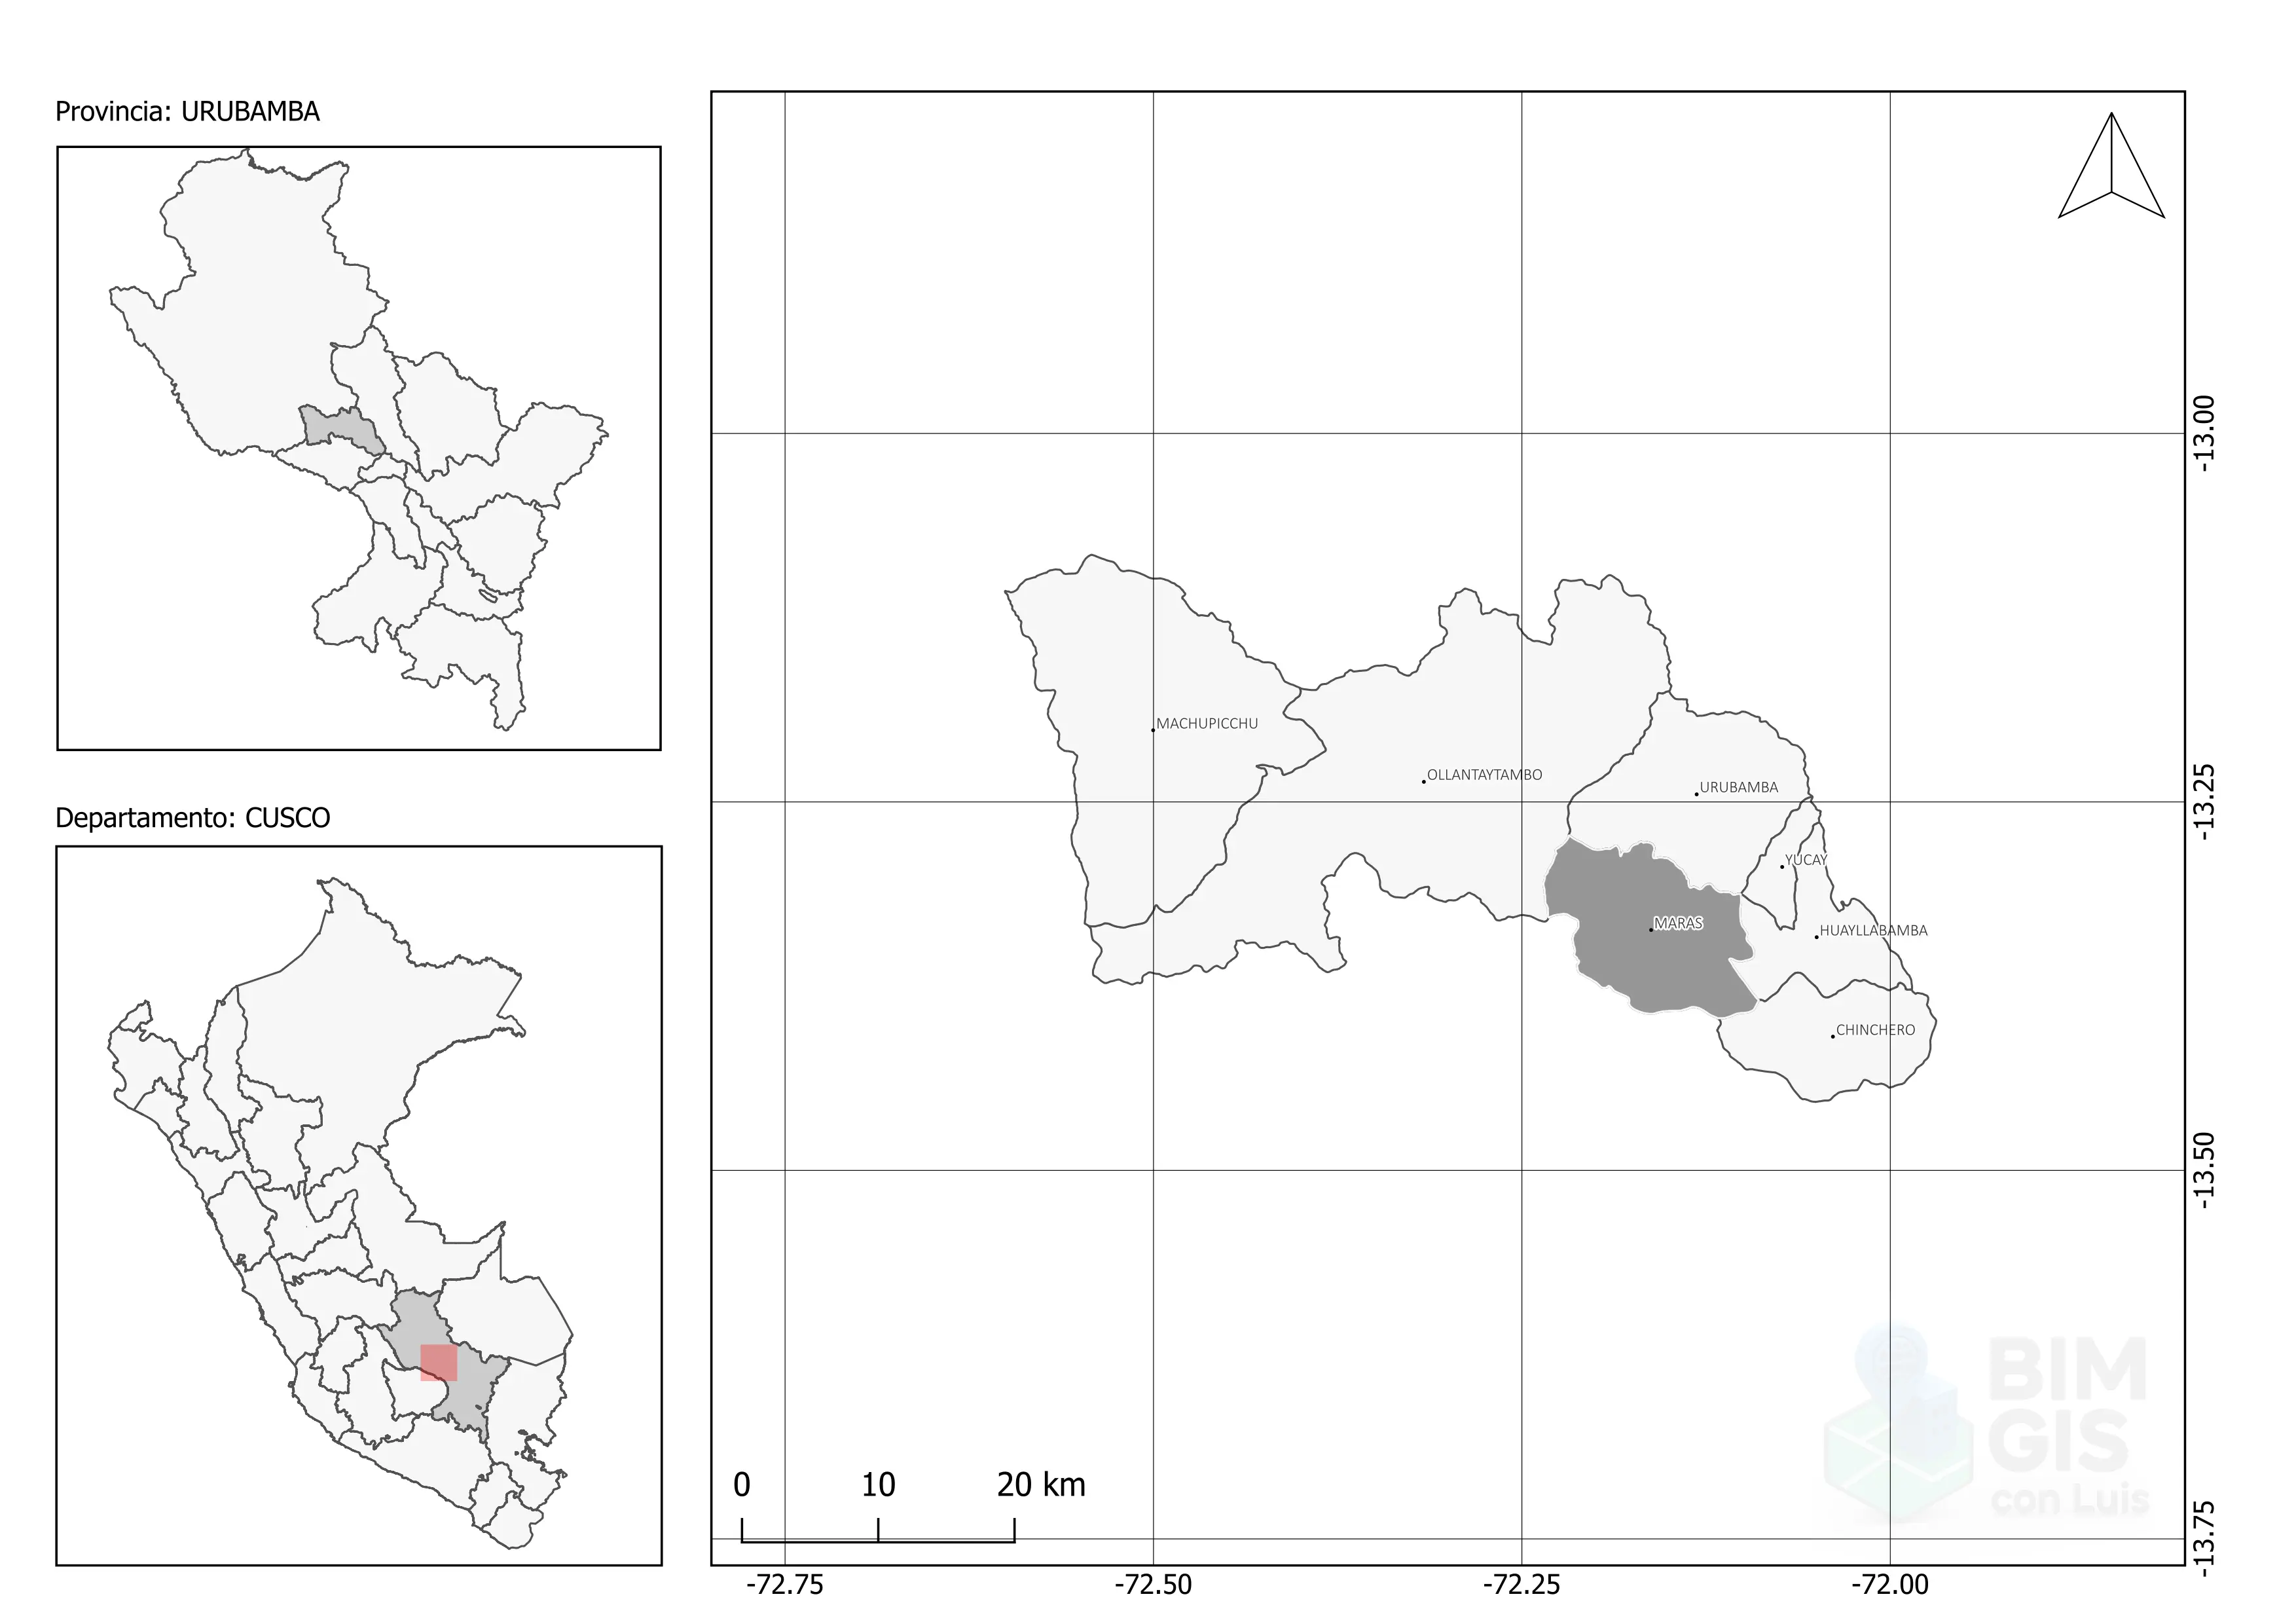 Provincia: URUBAMBA
Departamento: CUSCO
MACHUPICCHU
OLLANTAYTAMBO
URUBAMBA
YUCAY
MARAS
HUAYLLABAMBA
CHINCHERO
-13.00
-13.25
-13.50
-13.75
0 10 20 km
-72.75 -72.50 -72.25 -72.00
BIM
GIS
con Luis